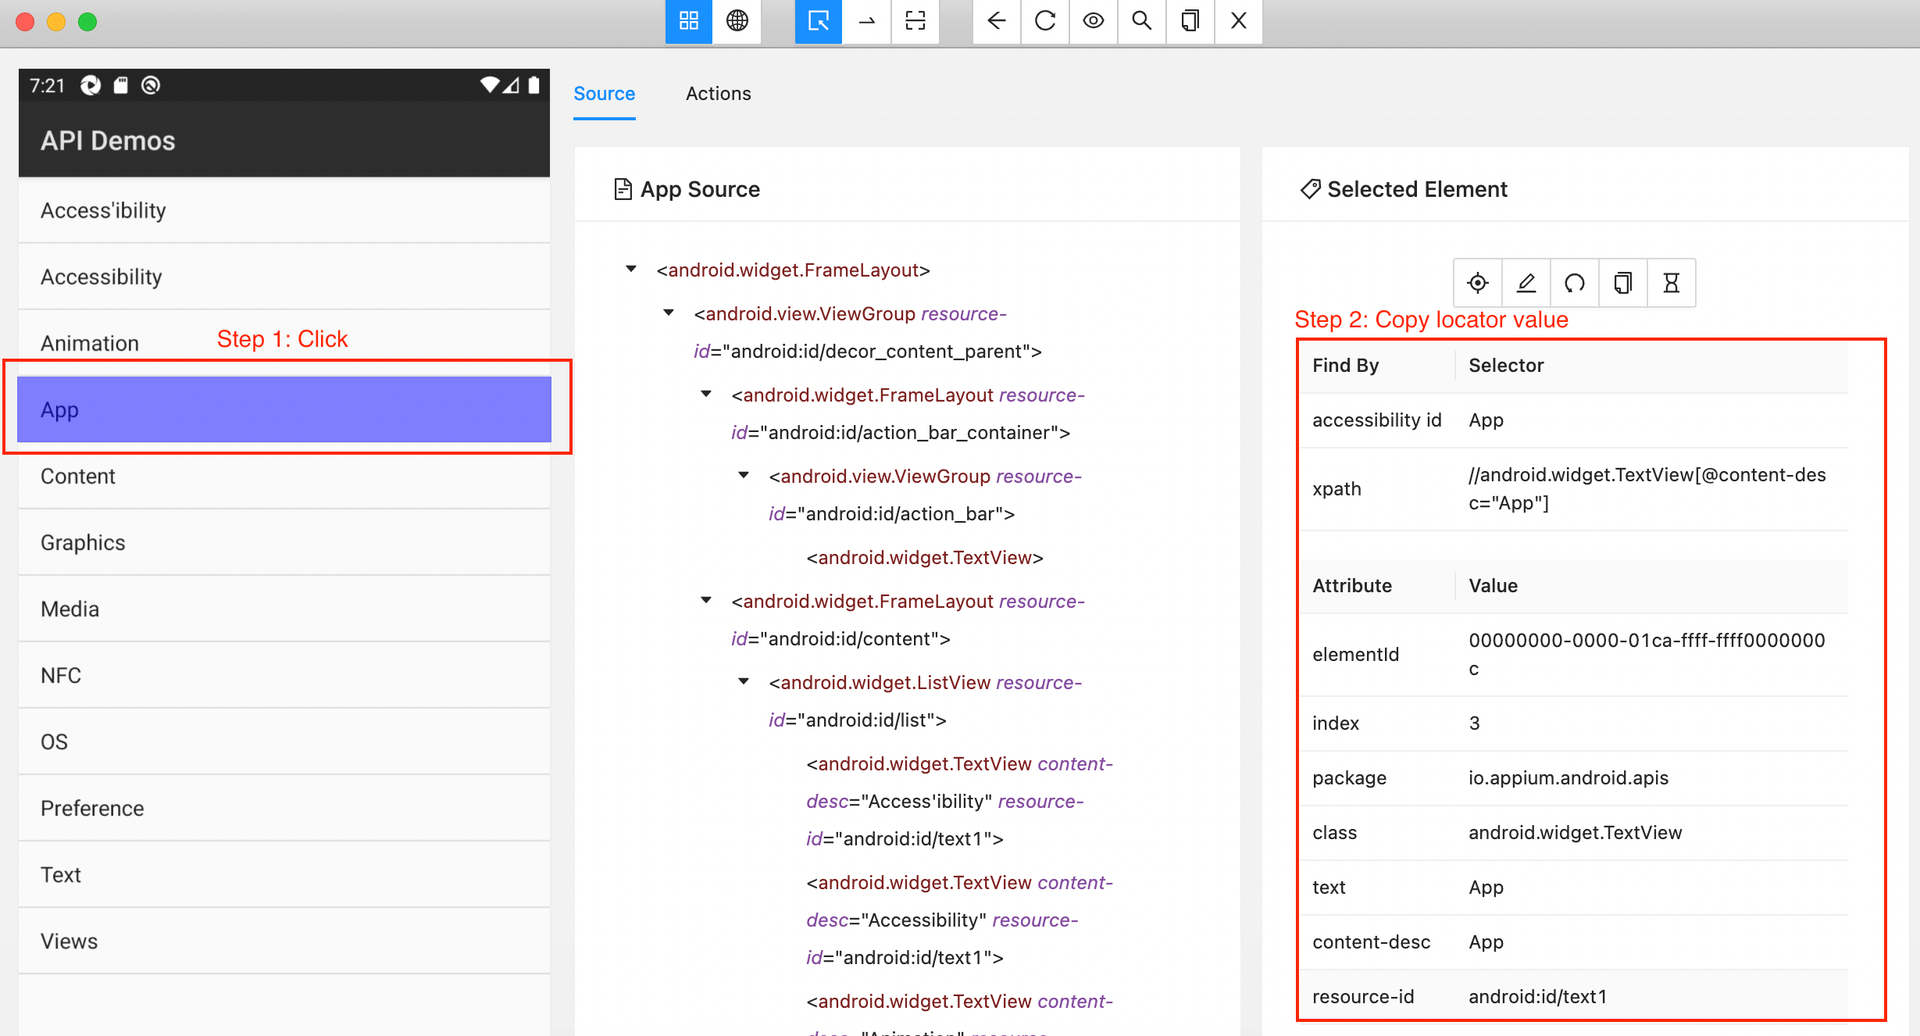 7:21
API Demos
Access'ibility
Accessibility
Animation
Step 1: Click
App
Content
Graphics
Media
NFC
OS
Preference
Text
Views
Source
Actions
App Source
<android.widget.FrameLayout>
<android.view.ViewGroup resource-
id="android:id/decor_content_parent">
<android.widget.FrameLayout resource-
id="android:id/action_bar_container">
<android.view.ViewGroup resource-
id="android:id/action_bar">
<android.widget.TextView>
<android.widget.FrameLayout resource-
id="android:id/content">
<android.widget.ListView resource-
id="android:id/list">
<android.widget.TextView content-
desc="Access'ibility" resource-
id="android:id/text1">
<android.widget.TextView content-
desc="Accessibility" resource-
id="android:id/text1">
<android.widget.TextView content-
desc="Animation" resource-
Selected Element
Step 2: Copy locator value
Find By Selector
accessibility id App
xpath //android.widget.TextView[@content-des
c="App"]
Attribute Value
elementId 00000000-0000-01ca-ffff-ffff0000000
c
index 3
package io.appium.android.apis
class android.widget.TextView
text App
content-desc App
resource-id android:id/text1